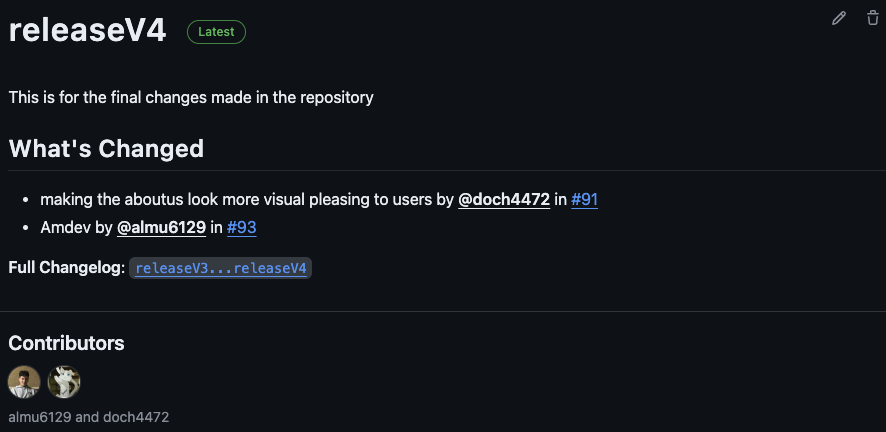 releaseV4 Latest
This is for the final changes made in the repository
What's Changed
making the aboutus look more visual pleasing to users by @doch4472 in #91
Amdev by @almu6129 in #93
Full Changelog: releaseV3...releaseV4
Contributors
almu6129 and doch4472